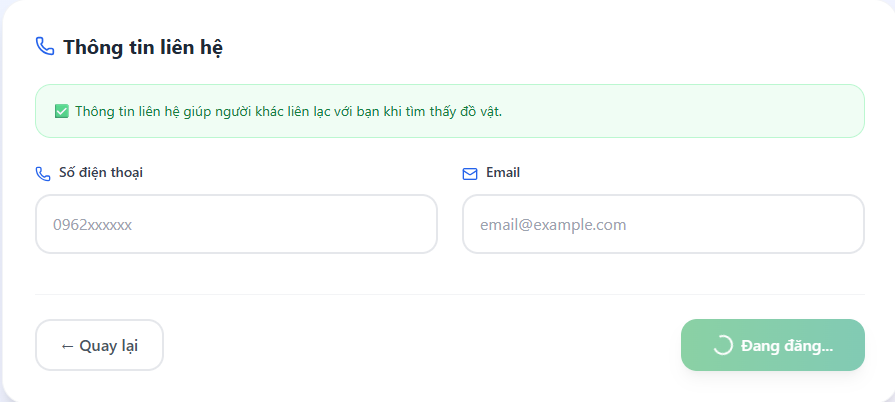 Thông tin liên hệ
✅ Thông tin liên hệ giúp người khác liên lạc với bạn khi tìm thấy đồ vật.
Số điện thoại
Email
0962xxxxxx
email@example.com
← Quay lại
Đang đăng...